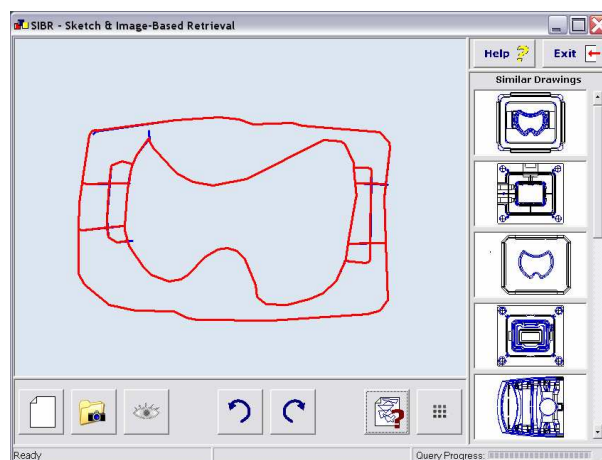 SIBR - Sketch & Image-Based Retrieval
Help
Exit
Similar Drawings
Ready
Query Progress: